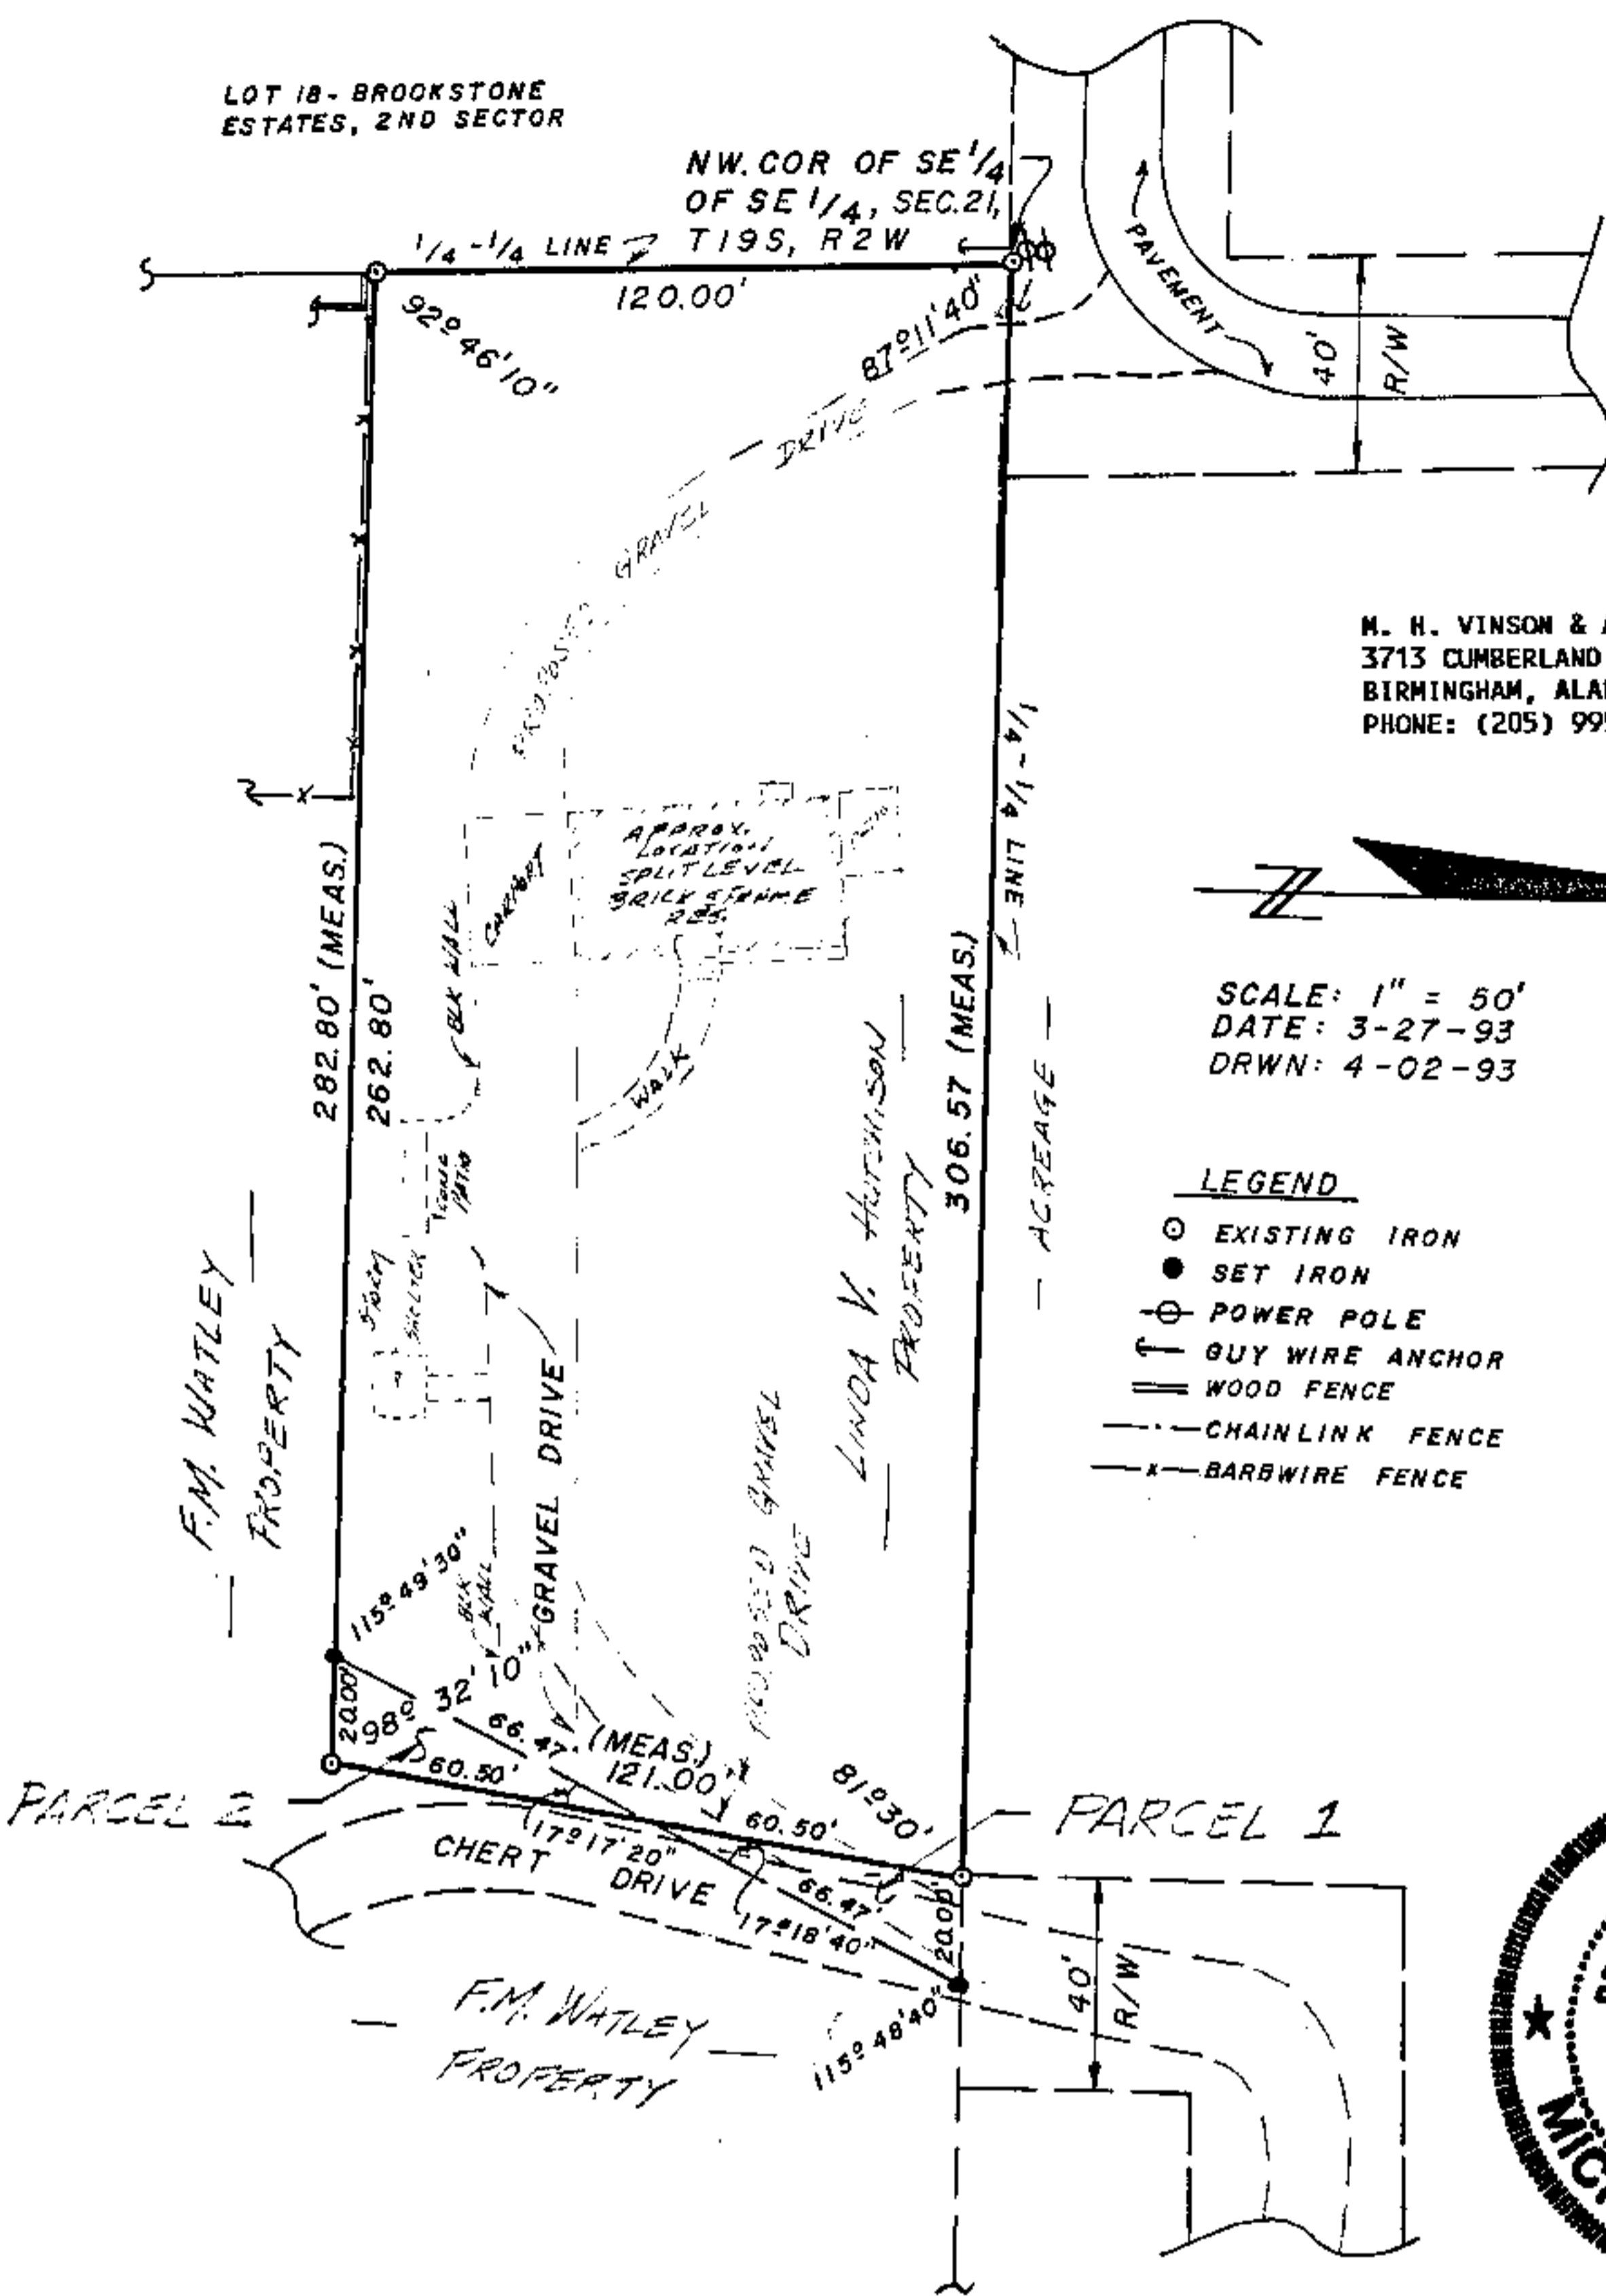 LOT 18 - BROOKSTONE
ESTATES, 2ND SECTOR
NW. COR OF SE 1/4
OF SE 1/4, SEC. 21,
T19S, R2W
1/4 - 1/4 LINE
120.00'
92° 46' 10"
87° 11' 40"
PAVEMENT
40'
R/W
DRIVE
GRAVEL
PROPOSED
M. H. VINSON &
3713 CUMBERLAND
BIRMINGHAM,
PHONE: (205)
1/4 - 1/4 LINE
APPROX.
LOCATION
SPLIT LEVEL
BRICK & FRAME
RES.
CARPORT
BLK WALL
WALK
282.80' (MEAS.)
262.80'
306.57 (MEAS.)
SCALE: 1" = 50'
DATE: 3-27-93
DRWN: 4-02-93
LINDA V. HUTCHISON
PROPERTY
ACREAGE
CONC
PATIO
STORM
SHELTER
LEGEND
EXISTING IRON
SET IRON
POWER POLE
GUY WIRE ANCHOR
WOOD FENCE
CHAINLINK FENCE
BARBWIRE FENCE
F.M. WATLEY
PROPERTY
GRAVEL DRIVE
PROPOSED GRAVEL
DRIVE
BLK
WALL
115° 49' 30"
20.00'
98° 32' 10"
66.47'
(MEAS.)
121.00'
60.50'
PARCEL 2
81° 30'
60.50'
PARCEL 1
17° 17' 20"
CHERT
DRIVE
66.47'
17° 18' 40"
20.00'
40'
R/W
115° 48' 40"
F.M. WATLEY
PROPERTY